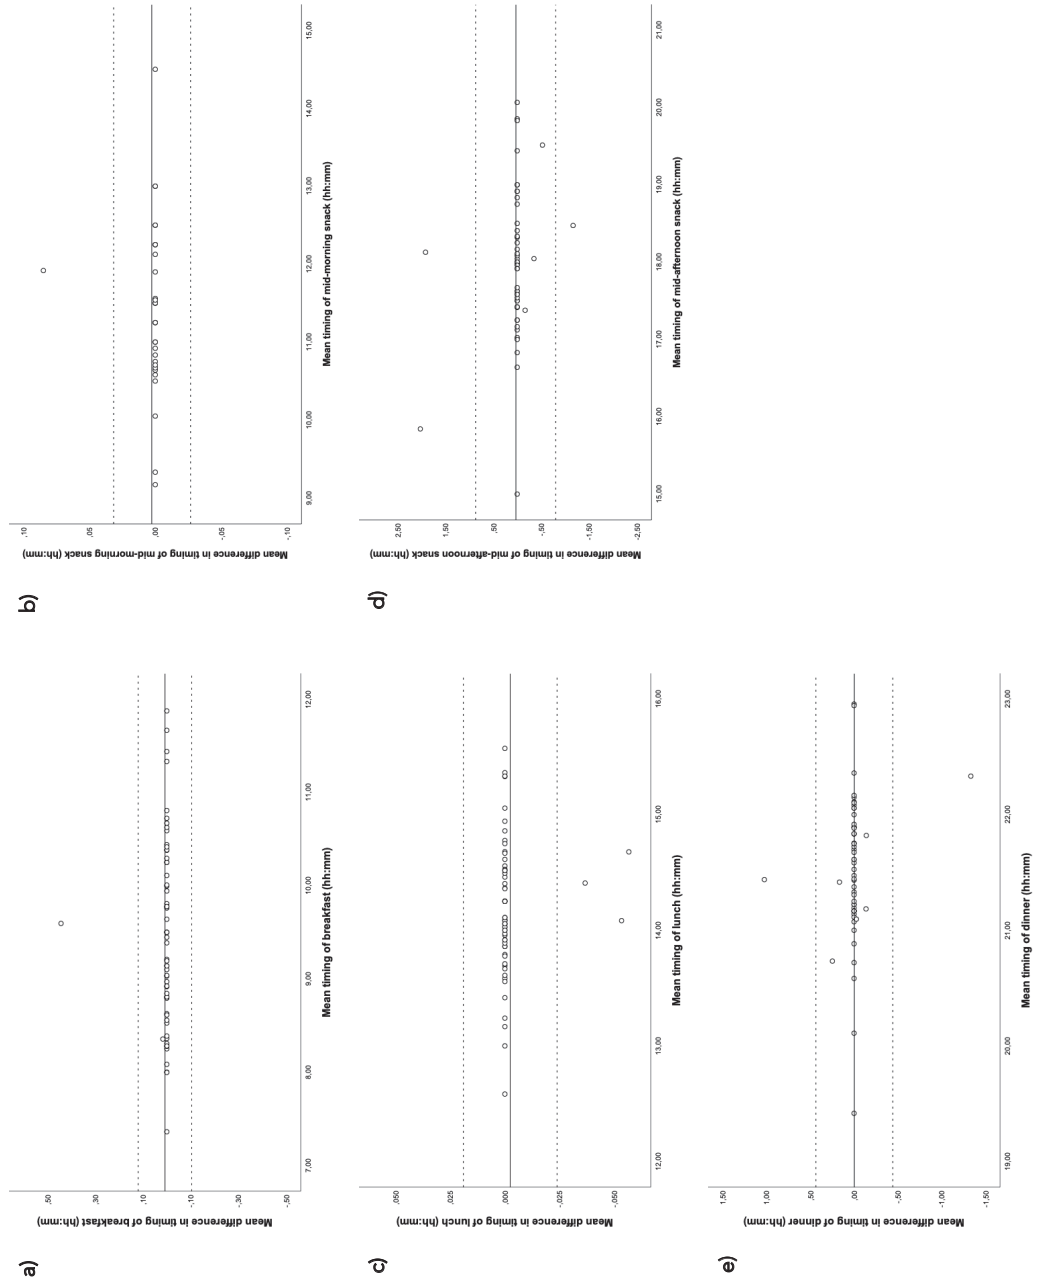 a)
Mean difference in timing of breakfast (hh:mm)
,50
,30
,10
-,10
-,30
-,50
7,00 8,00 9,00 10,00 11,00 12,00
Mean timing of breakfast (hh:mm)
b)
Mean difference in timing of mid-morning snack (hh:mm)
,10
,05
,00
-,05
-,10
9,00 10,00 11,00 12,00 13,00 14,00 15,00
Mean timing of mid-morning snack (hh:mm)
c)
Mean difference in timing of lunch (hh:mm)
,050
,025
,000
-,025
-,050
12,00 13,00 14,00 15,00 16,00
Mean timing of lunch (hh:mm)
d)
Mean difference in timing of mid-afternoon snack (hh:mm)
2,50
1,50
,50
-,50
-1,50
-2,50
15,00 16,00 17,00 18,00 19,00 20,00 21,00
Mean timing of mid-afternoon snack (hh:mm)
e)
Mean difference in timing of dinner (hh:mm)
1,50
1,00
,50
,00
-,50
-1,00
-1,50
19,00 20,00 21,00 22,00 23,00
Mean timing of dinner (hh:mm)